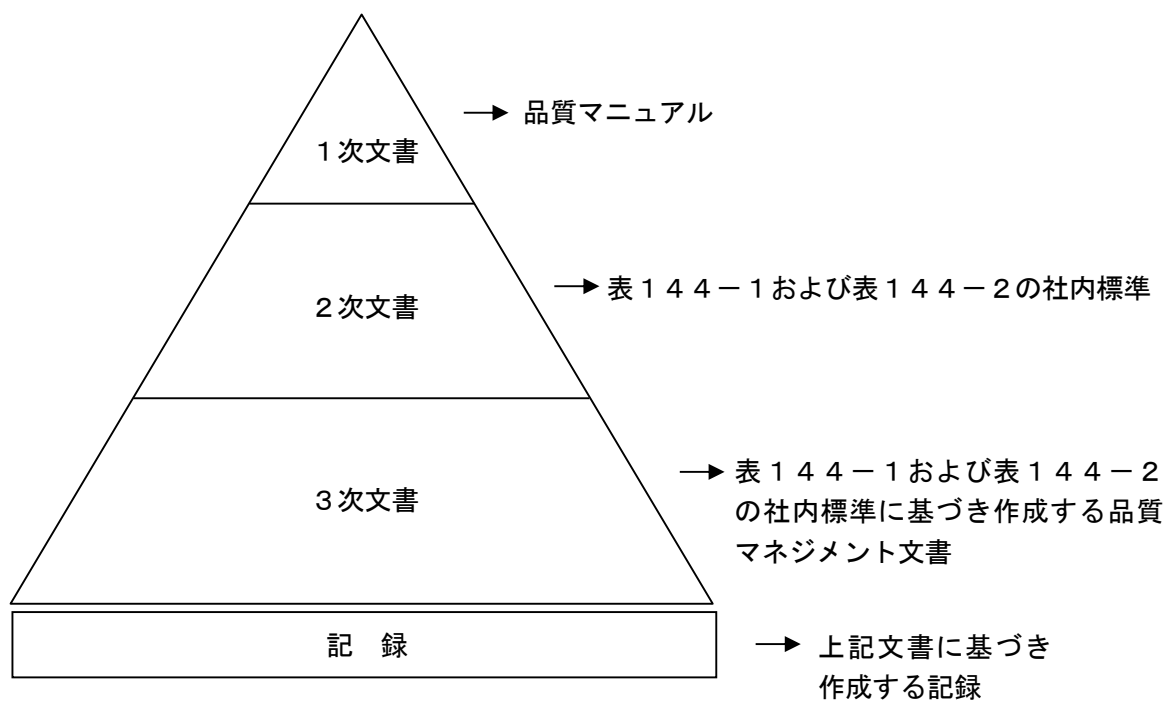 １次文書
→ 品質マニュアル
２次文書
→ 表１４４－１および表１４４－２の社内標準
３次文書
→ 表１４４－１および表１４４－２
の社内標準に基づき作成する品質
マネジメント文書
記　録
→ 上記文書に基づき
作成する記録